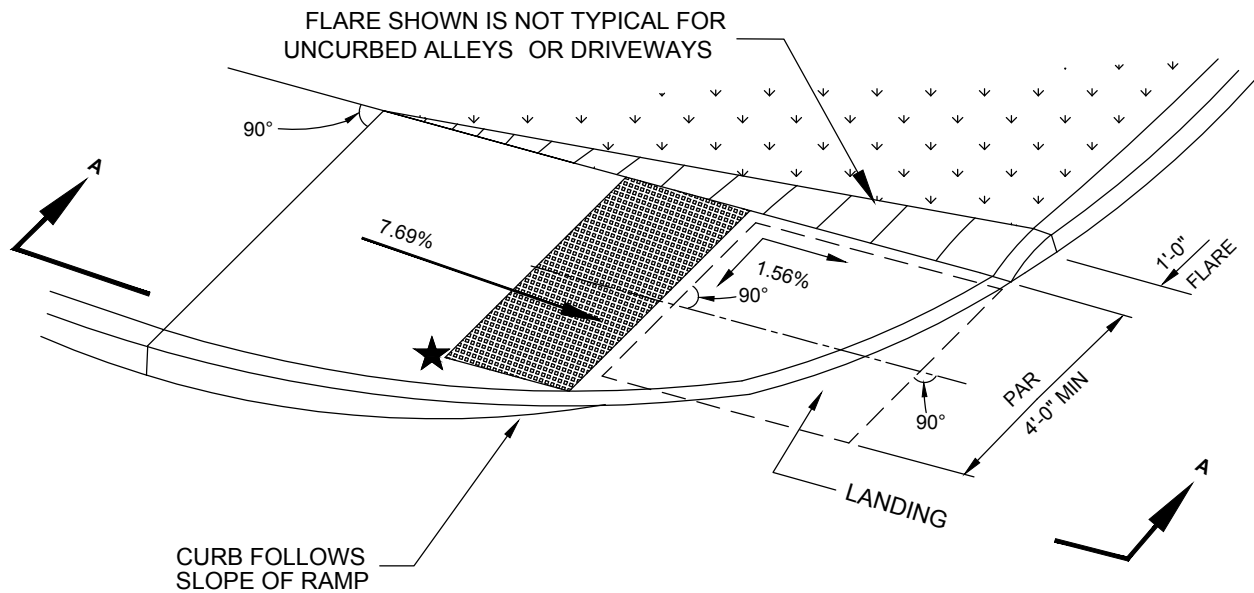 FLARE SHOWN IS NOT TYPICAL FOR
UNCURBED ALLEYS OR DRIVEWAYS
90°
A
7.69%
1.56%
90°
1'-0"
FLARE
PAR
4'-0" MIN
90°
A
LANDING
CURB FOLLOWS
SLOPE OF RAMP